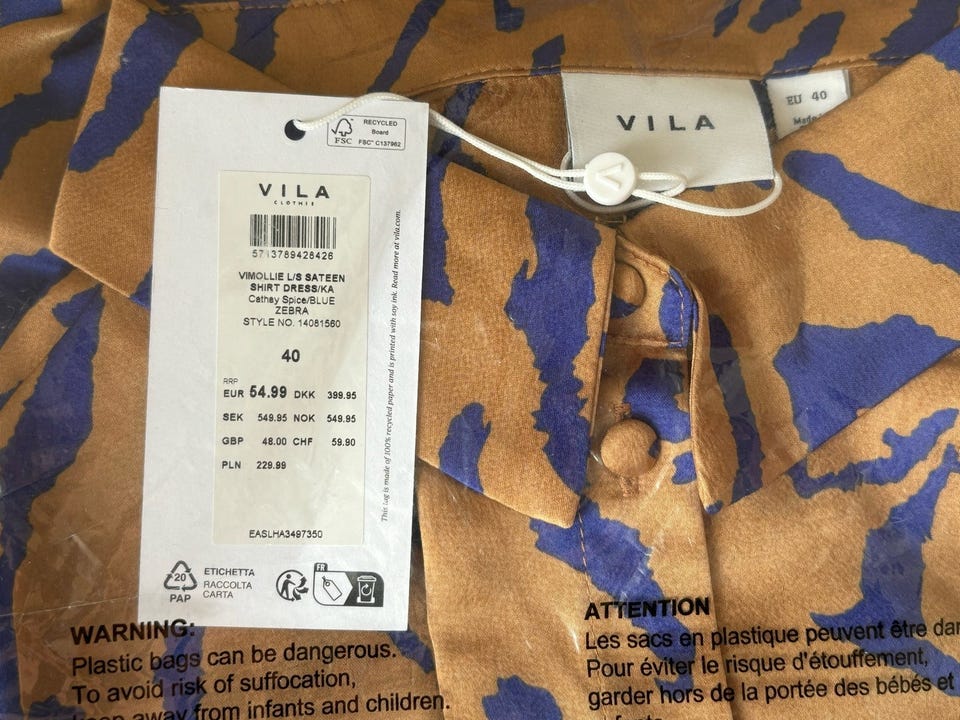 RECYCLED
Board
FSC
FSC® C137962
VILA
CLOTHES
5713789426426
VIMOLLIE L/S SATEEN
SHIRT DRESS/KA
Cathay Spice/BLUE
ZEBRA
STYLE NO. 14081560
40
RRP
EUR 54.99 DKK 399.95
SEK 549.95 NOK 549.95
GBP 48.00 CHF 59.90
PLN 229.99
EASLHA3497350
This tag is made of 100% recycled paper and is printed with soy ink. Read more at vila.com.
20
PAP
ETICHETTA
RACCOLTA
CARTA
FR
VILA
EU 40
Made
WARNING:
Plastic bags can be dangerous.
To avoid risk of suffocation,
keep away from infants and children.
ATTENTION
Les sacs en plastique peuvent être dan
Pour éviter le risque d'étouffement,
garder hors de la portée des bébés et